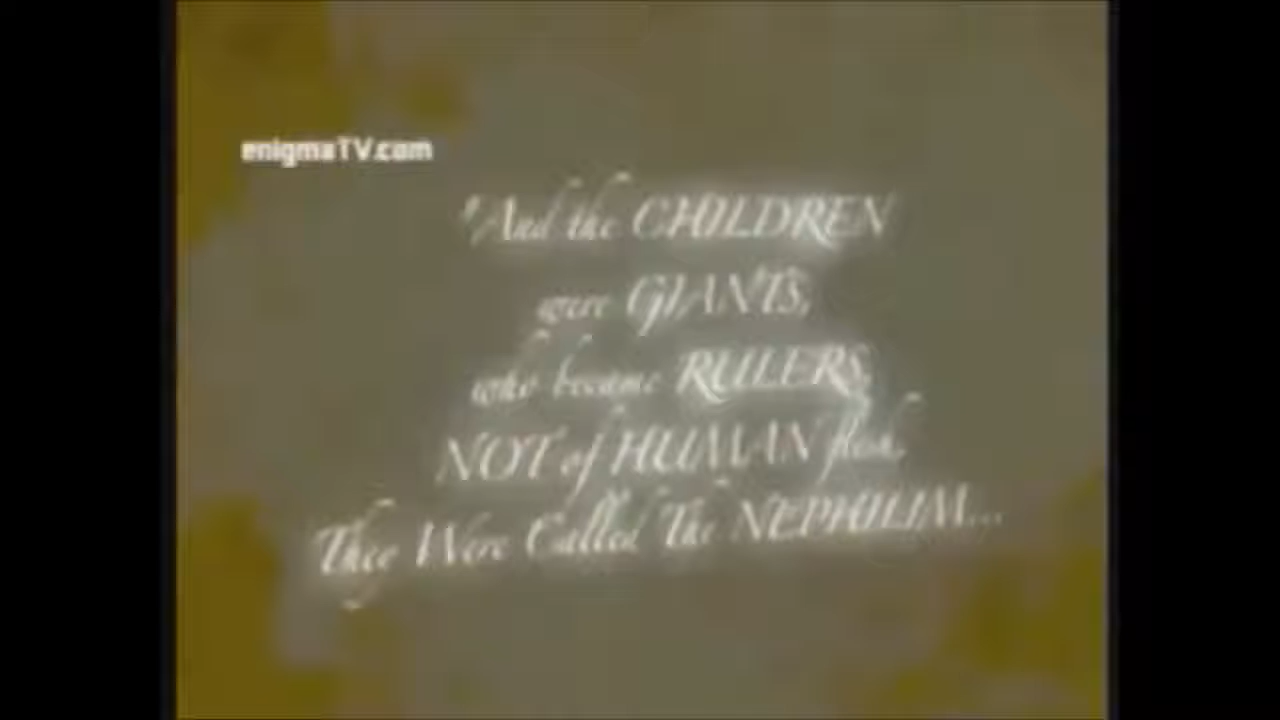 enigmaTV.com
"And the CHILDREN
were GIANTS,
who became RULERS,
NOT of HUMAN flesh.
They Were Called The NEPHILIM...